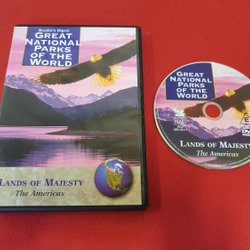 Reader's Digest
GREAT
NATIONAL
PARKS
OF THE
WORLD
LANDS OF MAJESTY
The Americas
GREAT
NATIONAL
PARKS
OF THE
WORLD
LANDS OF MAJESTY
The Americas